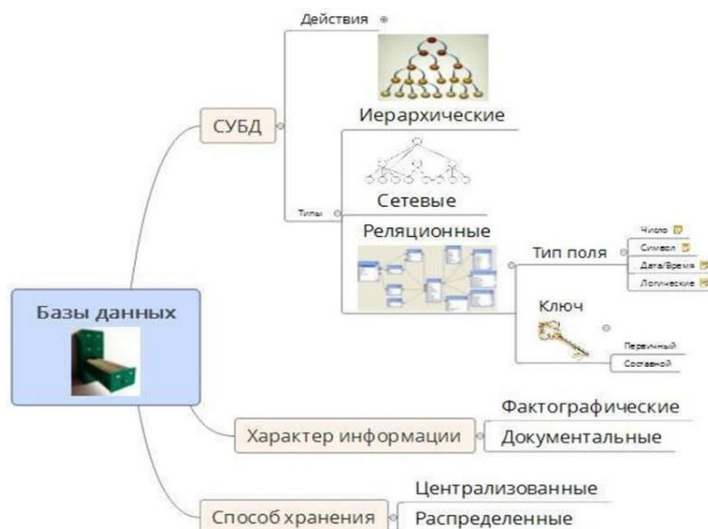 Действия
СУБД
Иерархические
Сетевые
Типы
Реляционные
Тип поля
Число
Символ
Дата/Время
Логические
Базы данных
Ключ
Первичный
Составной
Характер информации
Фактографические
Документальные
Способ хранения
Централизованные
Распределенные